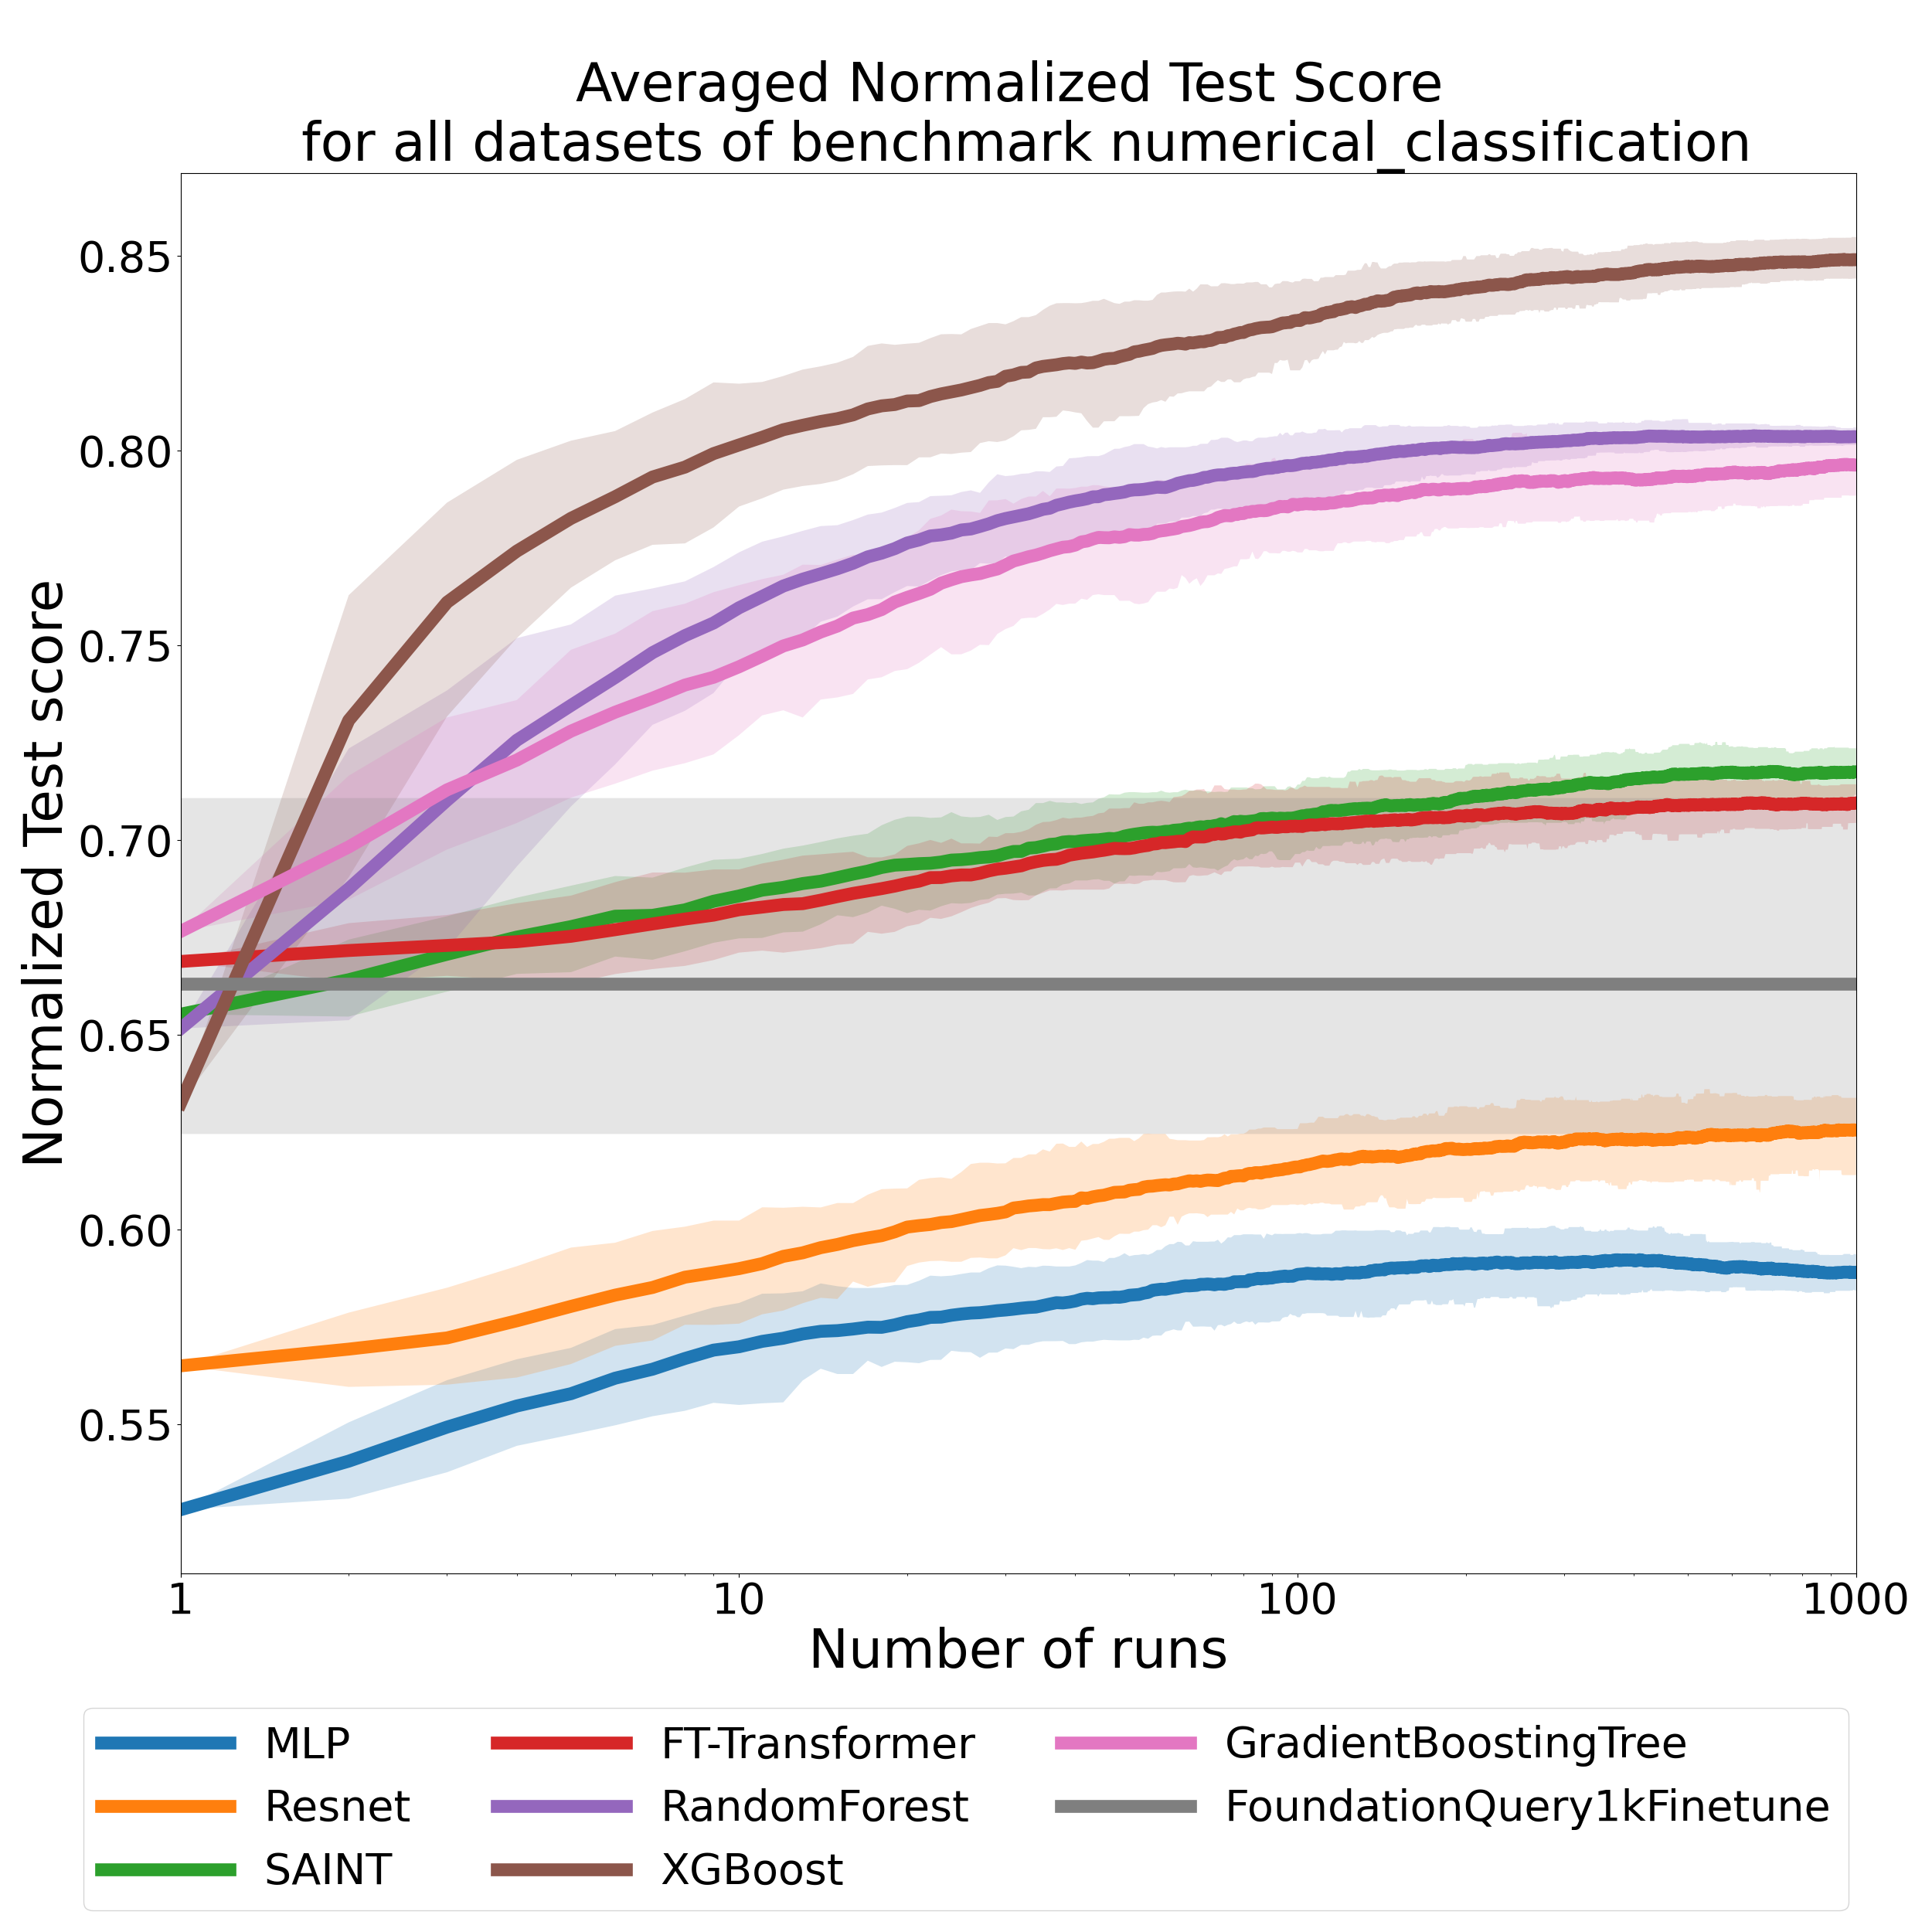 Averaged Normalized Test Score
for all datasets of benchmark numerical_classification
Normalized Test score
0.85
0.80
0.75
0.70
0.65
0.60
0.55
1
10
100
1000
Number of runs
MLP
Resnet
SAINT
FT-Transformer
RandomForest
XGBoost
GradientBoostingTree
FoundationQuery1kFinetune